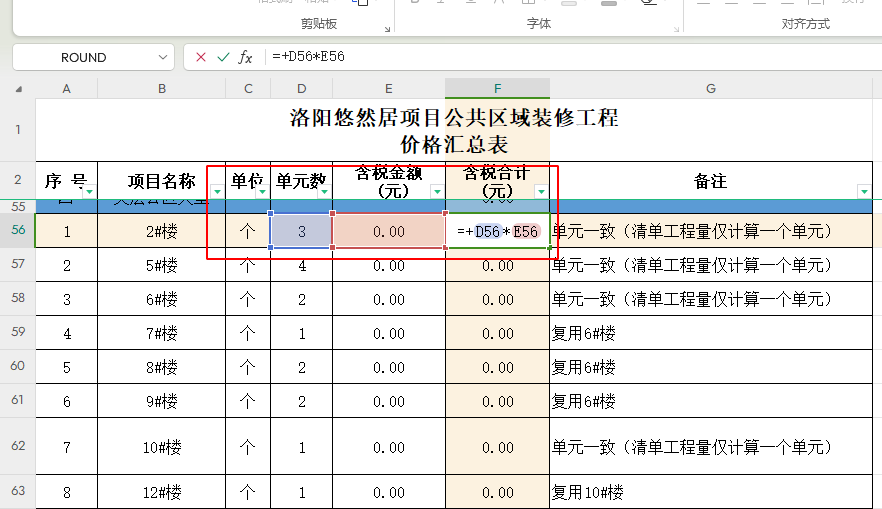 剪贴板 字体 对齐方式
ROUND fx =+D56*E56
A B C D E F G
1 洛阳悠然居项目公共区域装修工程
价格汇总表
2 序 号 项目名称 单位 单元数 含税金额（元） 含税合计（元） 备注
55
56 1 2#楼 个 3 0.00 =+D56*E56 单元一致（清单工程量仅计算一个单元）
57 2 5#楼 个 4 0.00 0.00 单元一致（清单工程量仅计算一个单元）
58 3 6#楼 个 2 0.00 0.00 单元一致（清单工程量仅计算一个单元）
59 4 7#楼 个 1 0.00 0.00 复用6#楼
60 5 8#楼 个 2 0.00 0.00 复用6#楼
61 6 9#楼 个 2 0.00 0.00 复用6#楼
62 7 10#楼 个 1 0.00 0.00 单元一致（清单工程量仅计算一个单元）
63 8 12#楼 个 1 0.00 0.00 复用10#楼